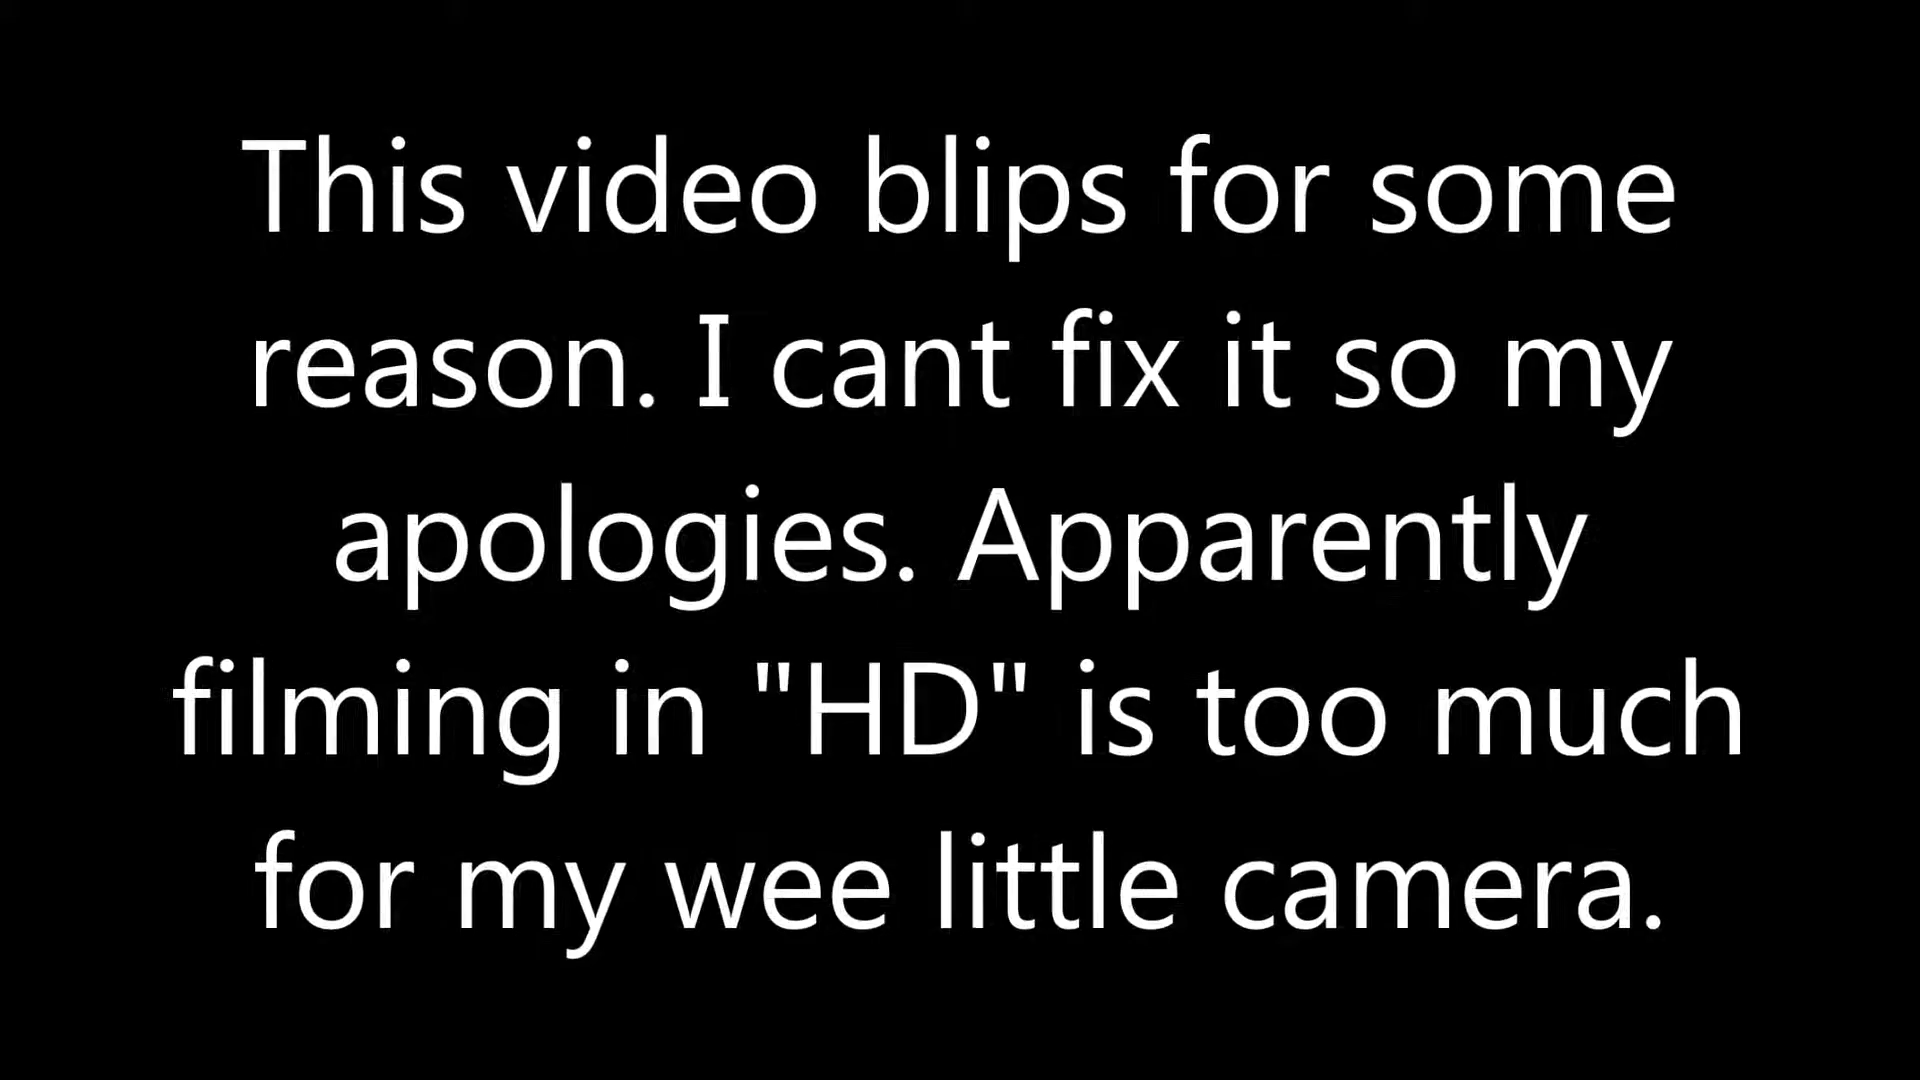 This video blips for some
reason. I cant fix it so my
apologies. Apparently
filming in "HD" is too much
for my wee little camera.